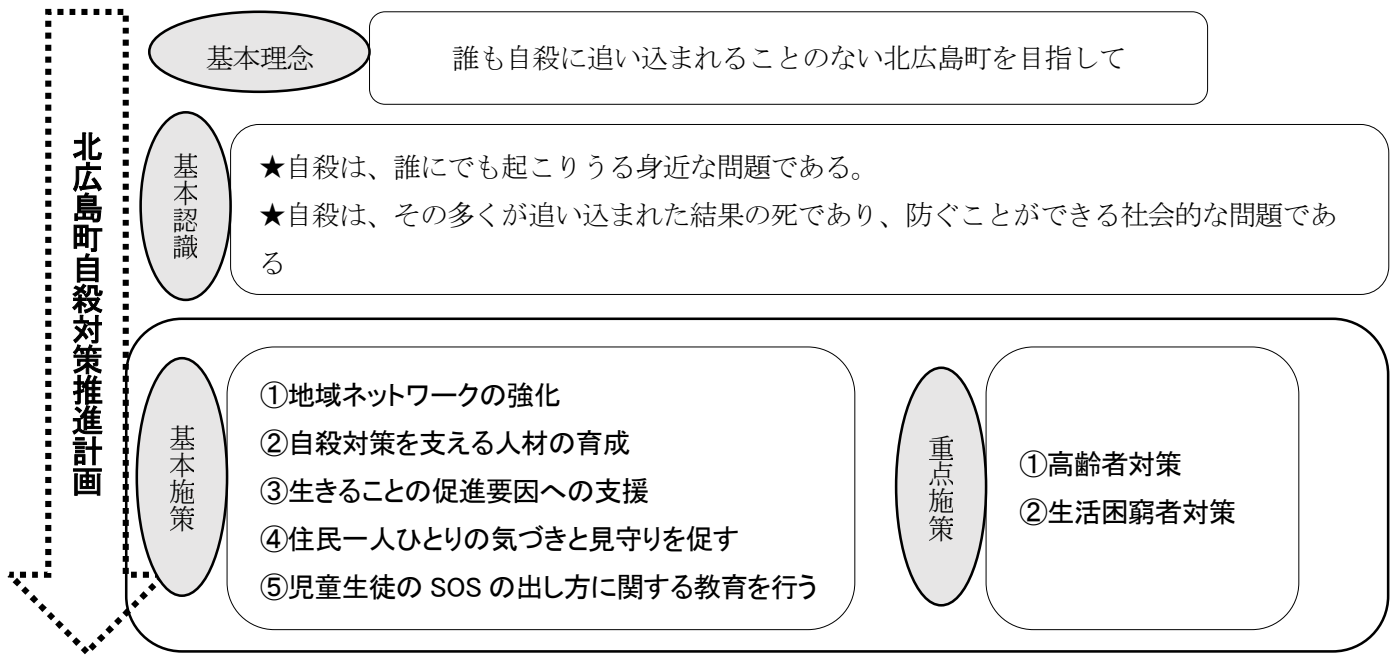 北広島町自殺対策推進計画
基本理念
誰も自殺に追い込まれることのない北広島町を目指して
基本認識
★自殺は、誰にでも起こりうる身近な問題である。
★自殺は、その多くが追い込まれた結果の死であり、防ぐことができる社会的な問題であ
る
基本施策
①地域ネットワークの強化
②自殺対策を支える人材の育成
③生きることの促進要因への支援
④住民一人ひとりの気づきと見守りを促す
⑤児童生徒の SOS の出し方に関する教育を行う
重点施策
①高齢者対策
②生活困窮者対策